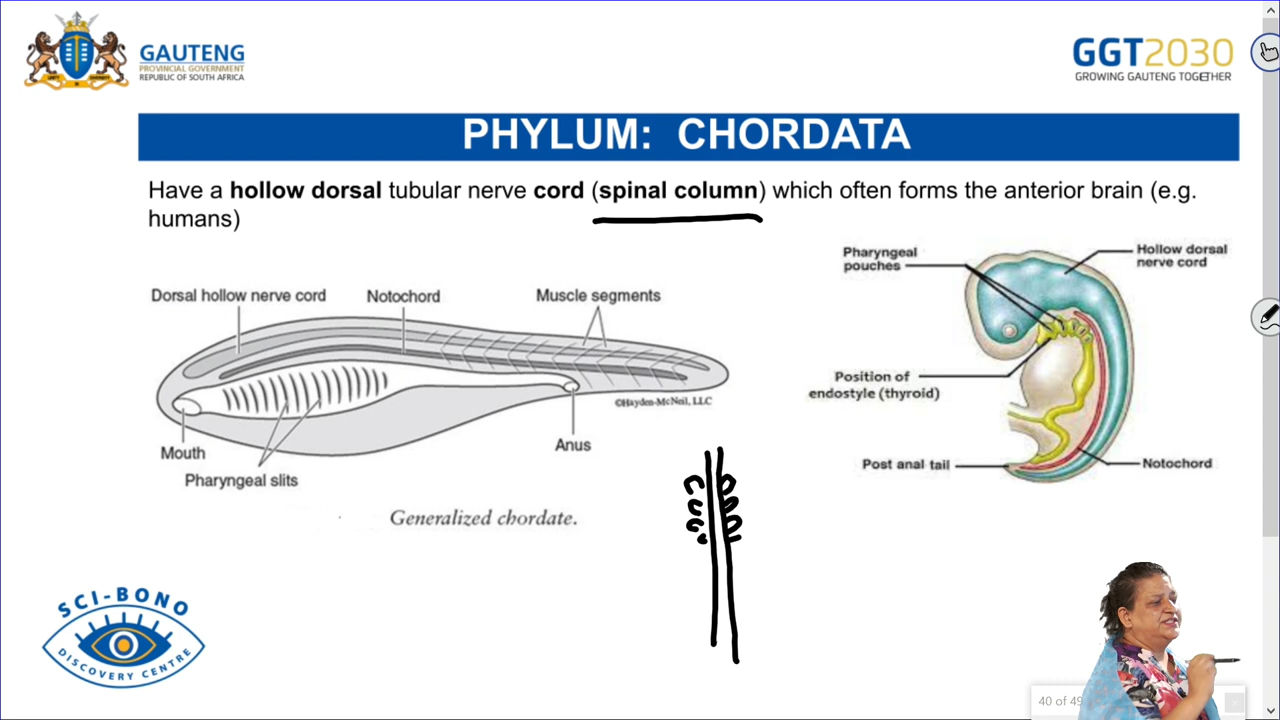 GAUTENG
PROVINCIAL GOVERNMENT
REPUBLIC OF SOUTH AFRICA
GGT2030
GROWING GAUTENG TOGETHER
PHYLUM: CHORDATA
Have a hollow dorsal tubular nerve cord (spinal column) which often forms the anterior brain (e.g.
humans)
Dorsal hollow nerve cord
Notochord
Muscle segments
©Hayden-McNeil, LLC
Mouth
Anus
Pharyngeal slits
Generalized chordate.
Pharyngeal
pouches
Hollow dorsal
nerve cord
Position of
endostyle (thyroid)
Post anal tail
Notochord
SCI-BONO
DISCOVERY CENTRE
40 of 49